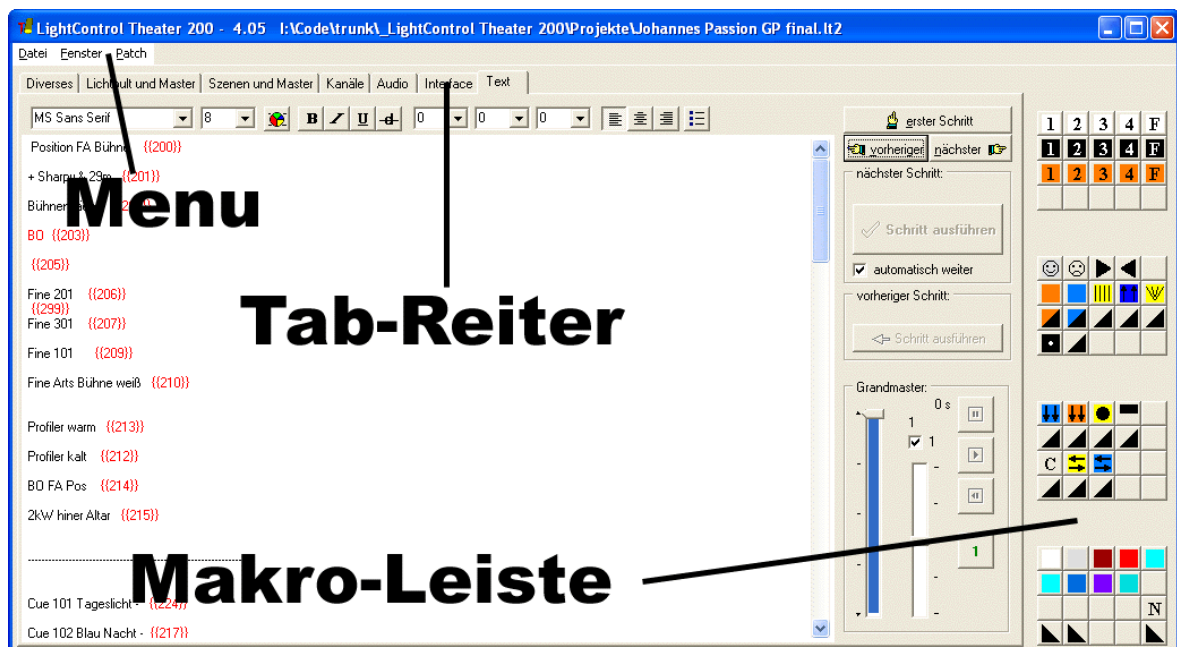 LightControl Theater 200 - 4.05 I:\Code\trunk\_LightControl Theater 200\Projekte\Johannes Passion GP final.lt2
Datei Fenster Patch
Diverses Lichtpult und Master Szenen und Master Kanäle Audio Interface Text
MS Sans Serif 8 B I U d 0 0 0
Position FA Bühne {{200}}
+ Sharpy & 29m {{201}}
Menu
BO {{203}}
{{205}}
Fine 201 {{206}}
{{299}}
Fine 301 {{207}}
Tab-Reiter
Fine 101 {{209}}
Fine Arts Bühne weiß {{210}}
Profiler warm {{213}}
Profiler kalt {{212}}
BO FA Pos {{214}}
2kW hiner Altar {{215}}
Makro-Leiste
Cue 101 Tageslicht - {{224}}
Cue 102 Blau Nacht - {{217}}
erster Schritt
vorheriger nächster
nächster Schritt:
Schritt ausführen
automatisch weiter
vorheriger Schritt:
Schritt ausführen
Grandmaster:
0 s
1
1
1
1 2 3 4 F
1 2 3 4 F
1 2 3 4 F
C
N